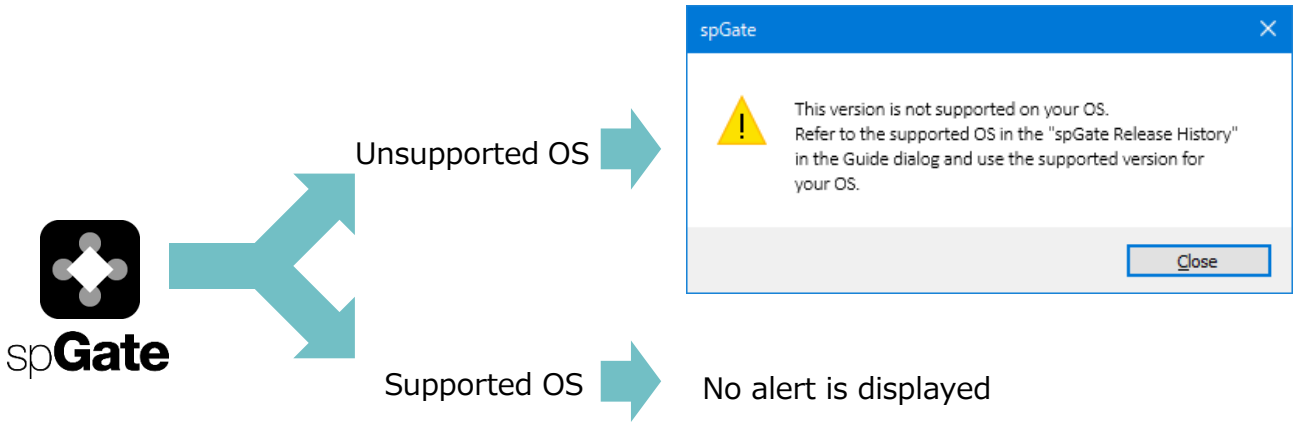 spGate
This version is not supported on your OS.
Refer to the supported OS in the "spGate Release History"
in the Guide dialog and use the supported version for
your OS.
Close
Unsupported OS
spGate
Supported OS
No alert is displayed